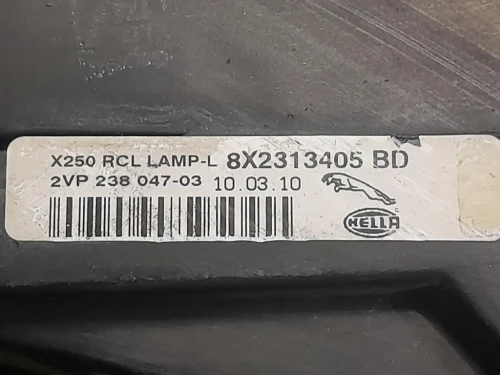 X250 RCL LAMP-L 8X2313405 BD
2VP 238 047-03 10.03.10
HELLA